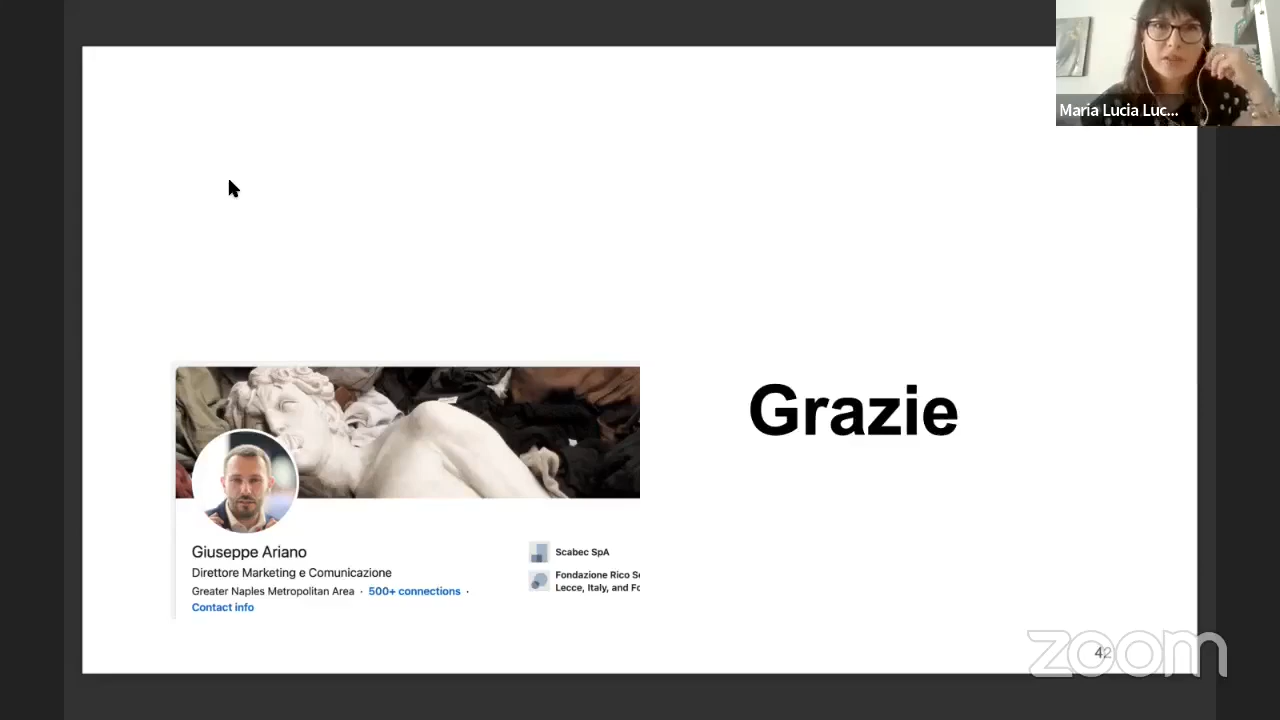 Maria Lucia Luc...
Grazie
Giuseppe Ariano
Direttore Marketing e Comunicazione
Greater Naples Metropolitan Area · 500+ connections ·
Contact info
Scabec SpA
Fondazione Rico
Lecce, Italy, and
42
zoom